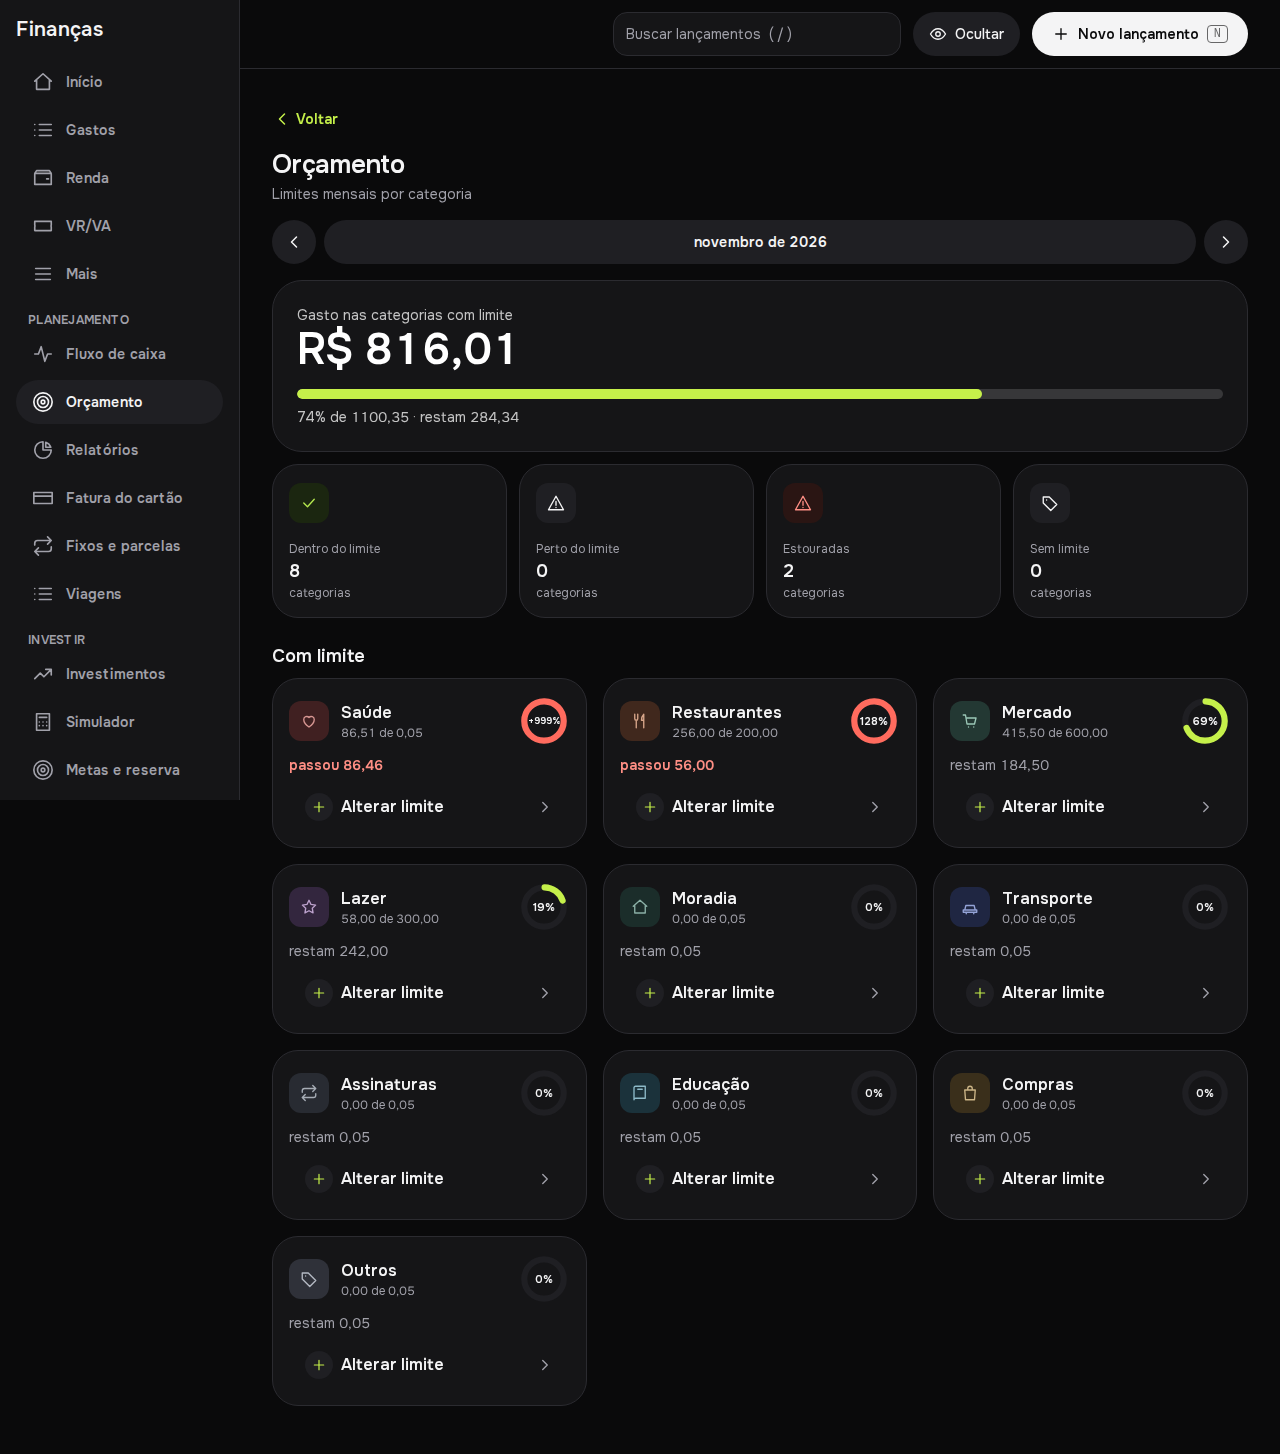 Finanças
Buscar lançamentos ( / )
Ocultar
Novo lançamento N
Início
Gastos
Renda
VR/VA
Mais
PLANEJAMENTO
Fluxo de caixa
Orçamento
Relatórios
Fatura do cartão
Fixos e parcelas
Viagens
INVESTIR
Investimentos
Simulador
Metas e reserva
Voltar
Orçamento
Limites mensais por categoria
novembro de 2026
Gasto nas categorias com limite
R$ 816,01
74% de 1100,35 · restam 284,34
Dentro do limite
8
categorias
Perto do limite
0
categorias
Estouradas
2
categorias
Sem limite
0
categorias
Com limite
Saúde
86,51 de 0,05
+999%
passou 86,46
Alterar limite
Restaurantes
256,00 de 200,00
128%
passou 56,00
Alterar limite
Mercado
415,50 de 600,00
69%
restam 184,50
Alterar limite
Lazer
58,00 de 300,00
19%
restam 242,00
Alterar limite
Moradia
0,00 de 0,05
0%
restam 0,05
Alterar limite
Transporte
0,00 de 0,05
0%
restam 0,05
Alterar limite
Assinaturas
0,00 de 0,05
0%
restam 0,05
Alterar limite
Educação
0,00 de 0,05
0%
restam 0,05
Alterar limite
Compras
0,00 de 0,05
0%
restam 0,05
Alterar limite
Outros
0,00 de 0,05
0%
restam 0,05
Alterar limite